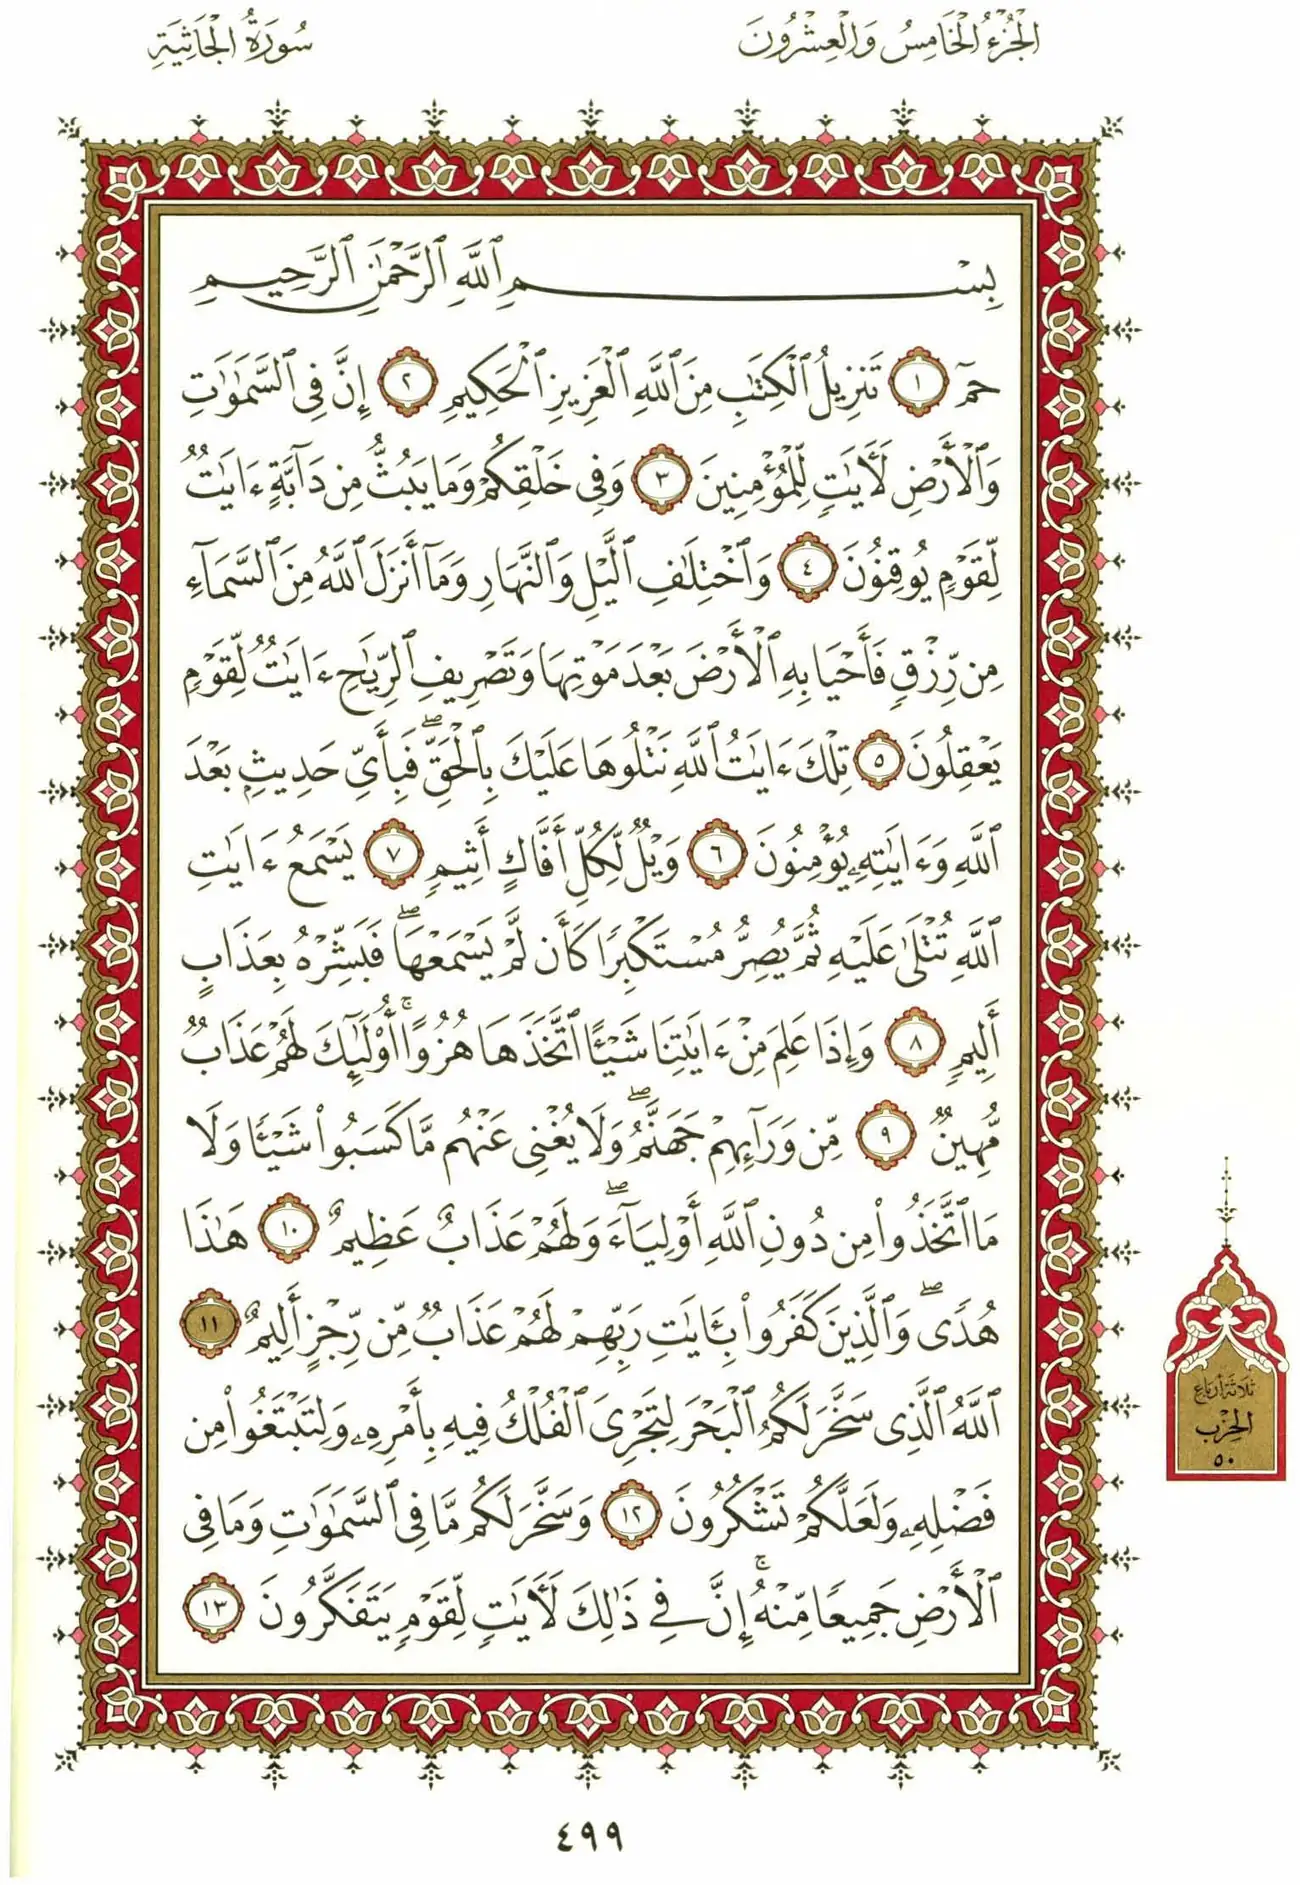 الجُزْءُ الخَامِسُ وَالعِشْرُونَ
سُورَةُ الجَاثِيَةِ
بِسْمِ ٱللَّهِ ٱلرَّحْمَٰنِ ٱلرَّحِيمِ
حمٓ ١ تَنزِيلُ ٱلْكِتَٰبِ مِنَ ٱللَّهِ ٱلْعَزِيزِ ٱلْحَكِيمِ ٢ إِنَّ فِى ٱلسَّمَٰوَٰتِ
وَٱلْأَرْضِ لَءَايَٰتٍ لِّلْمُؤْمِنِينَ ٣ وَفِى خَلْقِكُمْ وَمَا يَبُثُّ مِن دَآبَّةٍ ءَايَٰتٌ
لِّقَوْمٍ يُوقِنُونَ ٤ وَٱخْتِلَٰفِ ٱلَّيْلِ وَٱلنَّهَارِ وَمَآ أَنزَلَ ٱللَّهُ مِنَ ٱلسَّمَآءِ
مِن رِّزْقٍ فَأَحْيَا بِهِ ٱلْأَرْضَ بَعْدَ مَوْتِهَا وَتَصْرِيفِ ٱلرِّيَٰحِ ءَايَٰتٌ لِّقَوْمٍ
يَعْقِلُونَ ٥ تِلْكَ ءَايَٰتُ ٱللَّهِ نَتْلُوهَا عَلَيْكَ بِٱلْحَقِّ ۖ فَبِأَىِّ حَدِيثٍۭ بَعْدَ
ٱللَّهِ وَءَايَٰتِهِۦ يُؤْمِنُونَ ٦ وَيْلٌ لِّكُلِّ أَفَّاكٍ أَثِيمٍ ٧ يَسْمَعُ ءَايَٰتِ
ٱللَّهِ تُتْلَىٰ عَلَيْهِ ثُمَّ يُصِرُّ مُسْتَكْبِرًا كَأَن لَّمْ يَسْمَعْهَا ۖ فَبَشِّرْهُ بِعَذَابٍ
أَلِيمٍ ٨ وَإِذَا عَلِمَ مِنْ ءَايَٰتِنَا شَيْـًٔا ٱتَّخَذَهَا هُزُوًا ۚ أُو۟لَٰٓئِكَ لَهُمْ عَذَابٌ
مُّهِينٌ ٩ مِّن وَرَآئِهِمْ جَهَنَّمُ ۖ وَلَا يُغْنِى عَنْهُم مَّا كَسَبُوا۟ شَيْـًٔا وَلَا
مَا ٱتَّخَذُوا۟ مِن دُونِ ٱللَّهِ أَوْلِيَآءَ ۖ وَلَهُمْ عَذَابٌ عَظِيمٌ ١٠ هَٰذَا
هُدًى ۖ وَٱلَّذِينَ كَفَرُوا۟ بِـَٔايَٰتِ رَبِّهِمْ لَهُمْ عَذَابٌ مِّن رِّجْزٍ أَلِيمٌ ١١
ٱللَّهُ ٱلَّذِى سَخَّرَ لَكُمُ ٱلْبَحْرَ لِتَجْرِىَ ٱلْفُلْكُ فِيهِ بِأَمْرِهِۦ وَلِتَبْتَغُوا۟ مِن
فَضْلِهِۦ وَلَعَلَّكُمْ تَشْكُرُونَ ١٢ وَسَخَّرَ لَكُم مَّا فِى ٱلسَّمَٰوَٰتِ وَمَا فِى
ٱلْأَرْضِ جَمِيعًا مِّنْهُ ۚ إِنَّ فِى ذَٰلِكَ لَءَايَٰتٍ لِّقَوْمٍ يَتَفَكَّرُونَ ١٣
ثَلَاثَةُ أَرْبَاعِ
الحِزْبِ
٥٠
٤٩٩